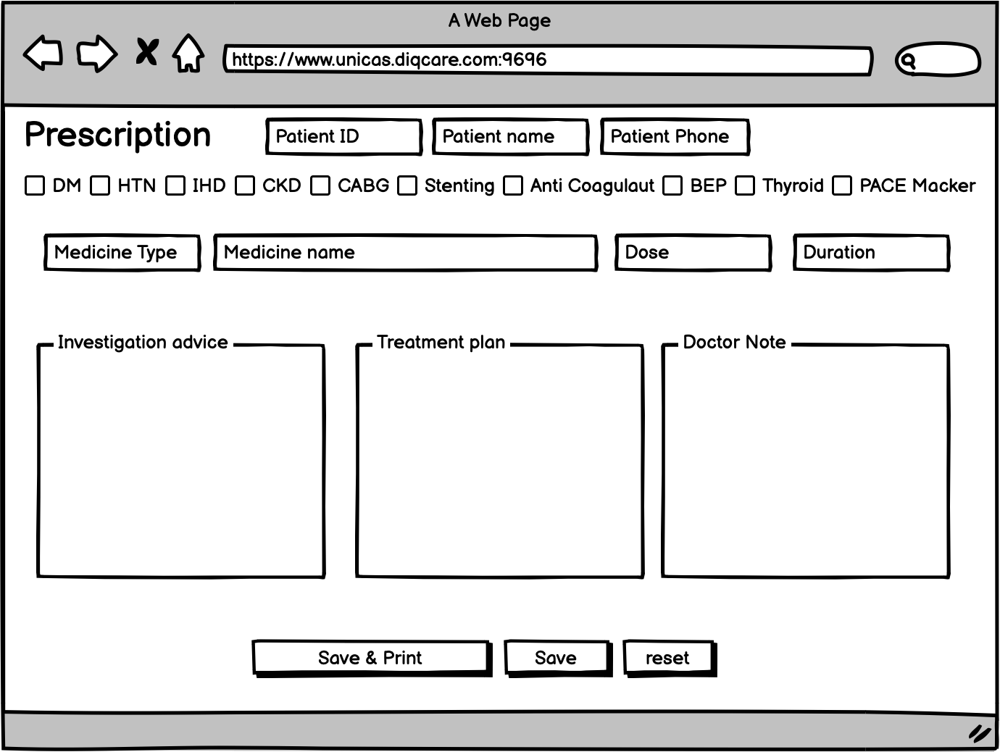 A Web Page
https://www.unicas.diqcare.com:9696
Prescription Patient ID Patient name Patient Phone
DM HTN IHD CKD CABG Stenting Anti Coagulaut BEP Thyroid PACE Macker
Medicine Type Medicine name Dose Duration
Investigation advice Treatment plan Doctor Note
Save & Print Save reset